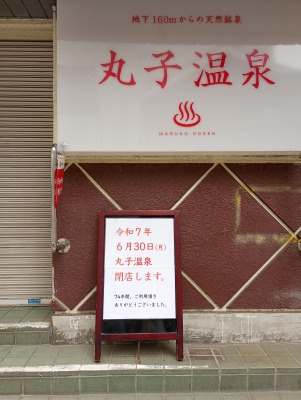 地下160mからの天然鉱泉
丸子温泉
MARUKO ONSEN
令和7年
6月30日(月)
丸子温泉
閉店します。
74年間、ご利用頂き
ありがとうございました。